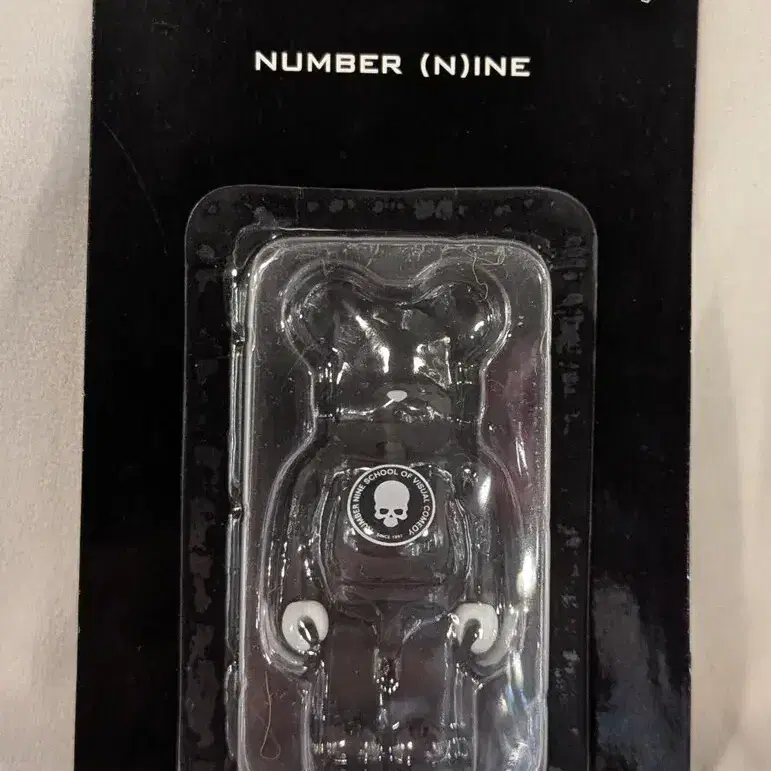 NUMBER (N)INE
NUMBER NINE SCHOOL OF VISUAL COMEDY
SINCE 1997